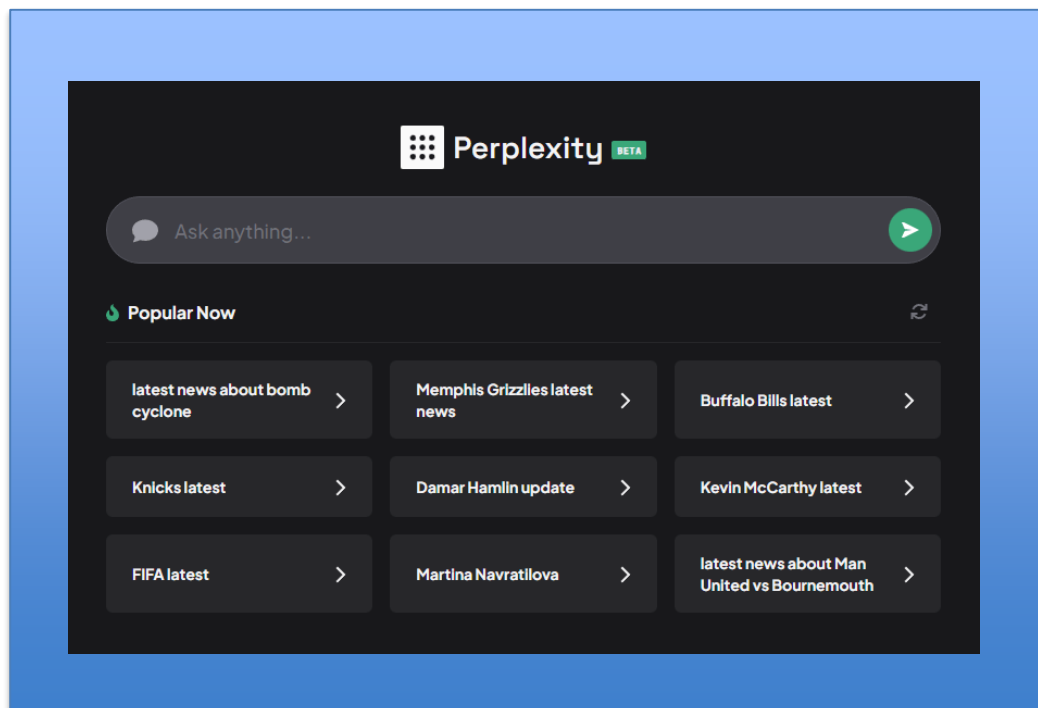 Perplexity BETA
Ask anything...
Popular Now
latest news about bomb
cyclone
Memphis Grizzlies latest
news
Buffalo Bills latest
Knicks latest
Damar Hamlin update
Kevin McCarthy latest
FIFA latest
Martina Navratilova
latest news about Man
United vs Bournemouth